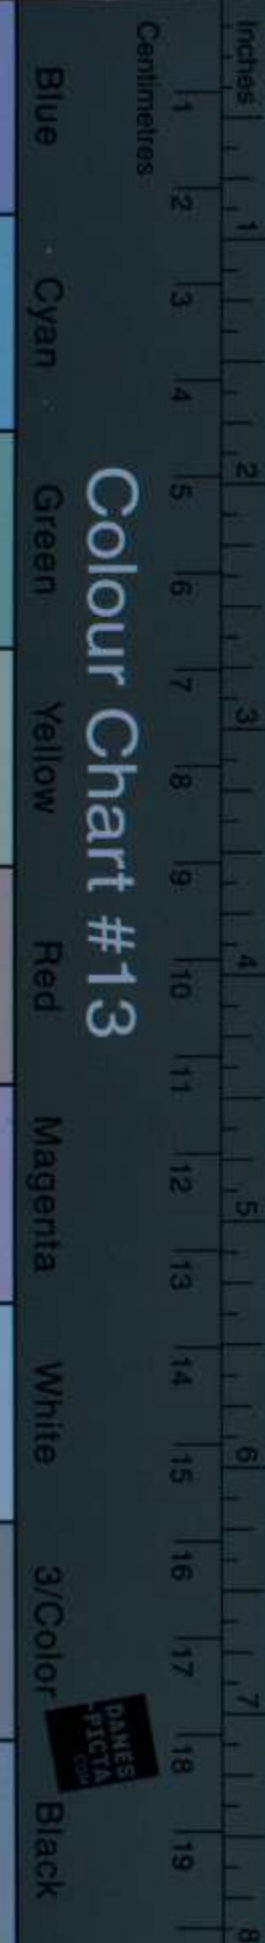 Inches 1 2 3 4 5 6 7 8
Centimetres 1 2 3 4 5 6 7 8 9 10 11 12 13 14 15 16 17 18 19
Colour Chart #13
DANES
-PICTA
.COM
Blue Cyan Green Yellow Red Magenta White 3/Color Black